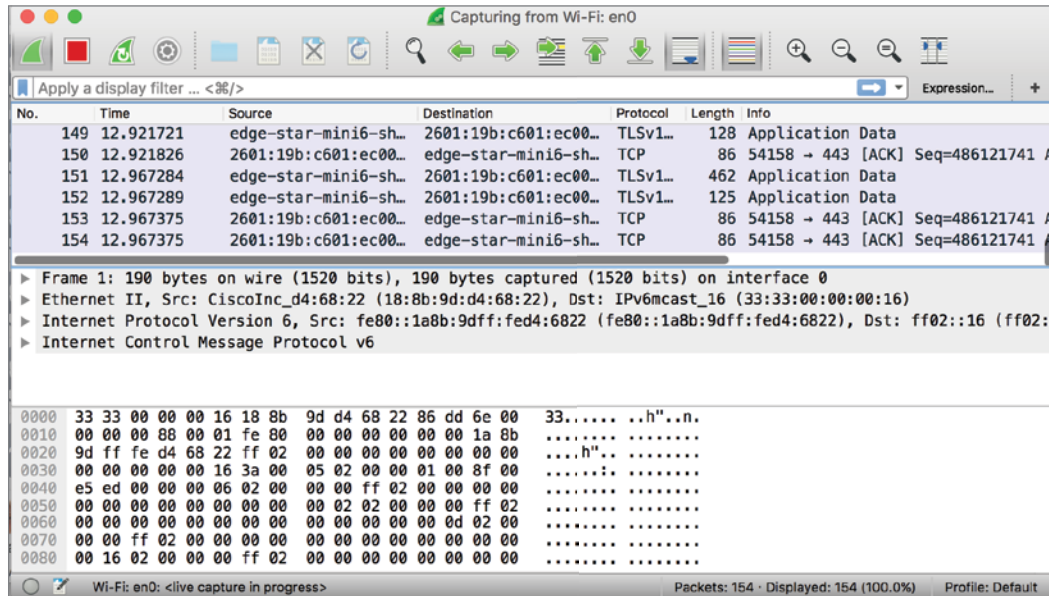 Capturing from Wi-Fi: en0
Apply a display filter ... <⌘/>
Expression... +
No. Time Source Destination Protocol Length Info
149 12.921721 edge-star-mini6-sh… 2601:19b:c601:ec00… TLSv1… 128 Application Data
150 12.921826 2601:19b:c601:ec00… edge-star-mini6-sh… TCP 86 54158 → 443 [ACK] Seq=486121741 A
151 12.967284 edge-star-mini6-sh… 2601:19b:c601:ec00… TLSv1… 462 Application Data
152 12.967289 edge-star-mini6-sh… 2601:19b:c601:ec00… TLSv1… 125 Application Data
153 12.967375 2601:19b:c601:ec00… edge-star-mini6-sh… TCP 86 54158 → 443 [ACK] Seq=486121741 A
154 12.967375 2601:19b:c601:ec00… edge-star-mini6-sh… TCP 86 54158 → 443 [ACK] Seq=486121741 A
Frame 1: 190 bytes on wire (1520 bits), 190 bytes captured (1520 bits) on interface 0
Ethernet II, Src: CiscoInc_d4:68:22 (18:8b:9d:d4:68:22), Dst: IPv6mcast_16 (33:33:00:00:00:16)
Internet Protocol Version 6, Src: fe80::1a8b:9dff:fed4:6822 (fe80::1a8b:9dff:fed4:6822), Dst: ff02::16 (ff02:
Internet Control Message Protocol v6
0000 33 33 00 00 00 16 18 8b 9d d4 68 22 86 dd 6e 00 33...... ..h"..n.
0010 00 00 00 88 00 01 fe 80 00 00 00 00 00 00 1a 8b ........ ........
0020 9d ff fe d4 68 22 ff 02 00 00 00 00 00 00 00 00 ....h".. ........
0030 00 00 00 00 00 16 3a 00 05 02 00 00 01 00 8f 00 ......:. ........
0040 e5 ed 00 00 00 06 02 00 00 00 ff 02 00 00 00 00 ........ ........
0050 00 00 00 00 00 00 00 00 00 02 02 00 00 00 ff 02 ........ ........
0060 00 00 00 00 00 00 00 00 00 00 00 00 00 0d 02 00 ........ ........
0070 00 00 ff 02 00 00 00 00 00 00 00 00 00 00 00 00 ........ ........
0080 00 16 02 00 00 00 ff 02 00 00 00 00 00 00 00 00 ........ ........
Wi-Fi: en0: <live capture in progress> Packets: 154 · Displayed: 154 (100.0%) Profile: Default